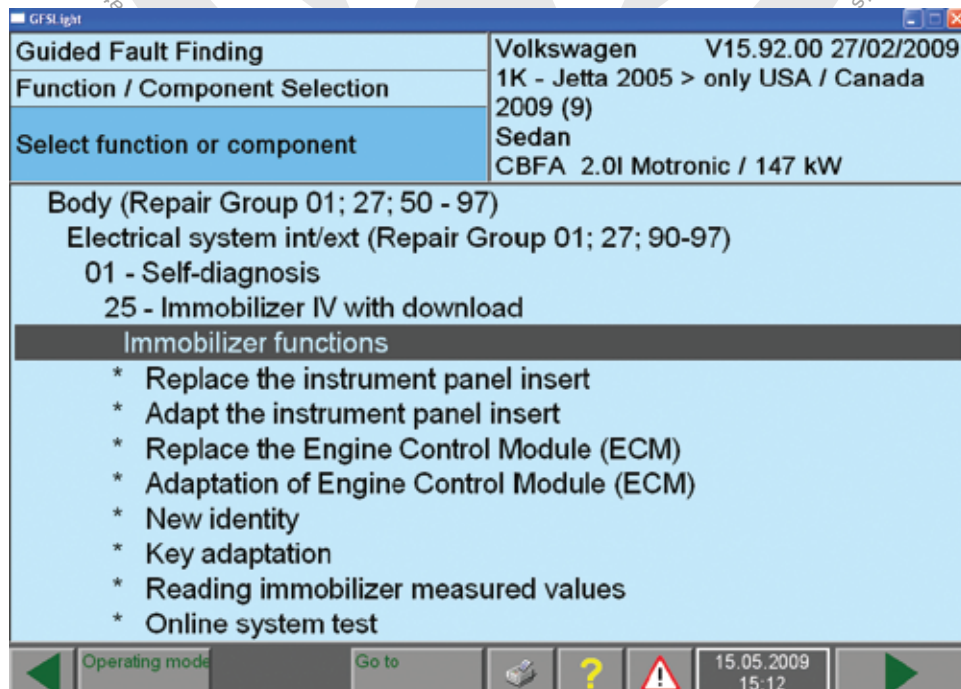 GFSLight
Guided Fault Finding
Function / Component Selection
Select function or component
Volkswagen V15.92.00 27/02/2009
1K - Jetta 2005 > only USA / Canada
2009 (9)
Sedan
CBFA 2.0l Motronic / 147 kW
Body (Repair Group 01; 27; 50 - 97)
Electrical system int/ext (Repair Group 01; 27; 90-97)
01 - Self-diagnosis
25 - Immobilizer IV with download
Immobilizer functions
* Replace the instrument panel insert
* Adapt the instrument panel insert
* Replace the Engine Control Module (ECM)
* Adaptation of Engine Control Module (ECM)
* New identity
* Key adaptation
* Reading immobilizer measured values
* Online system test
Operating mode
Go to
?
15.05.2009
15:12